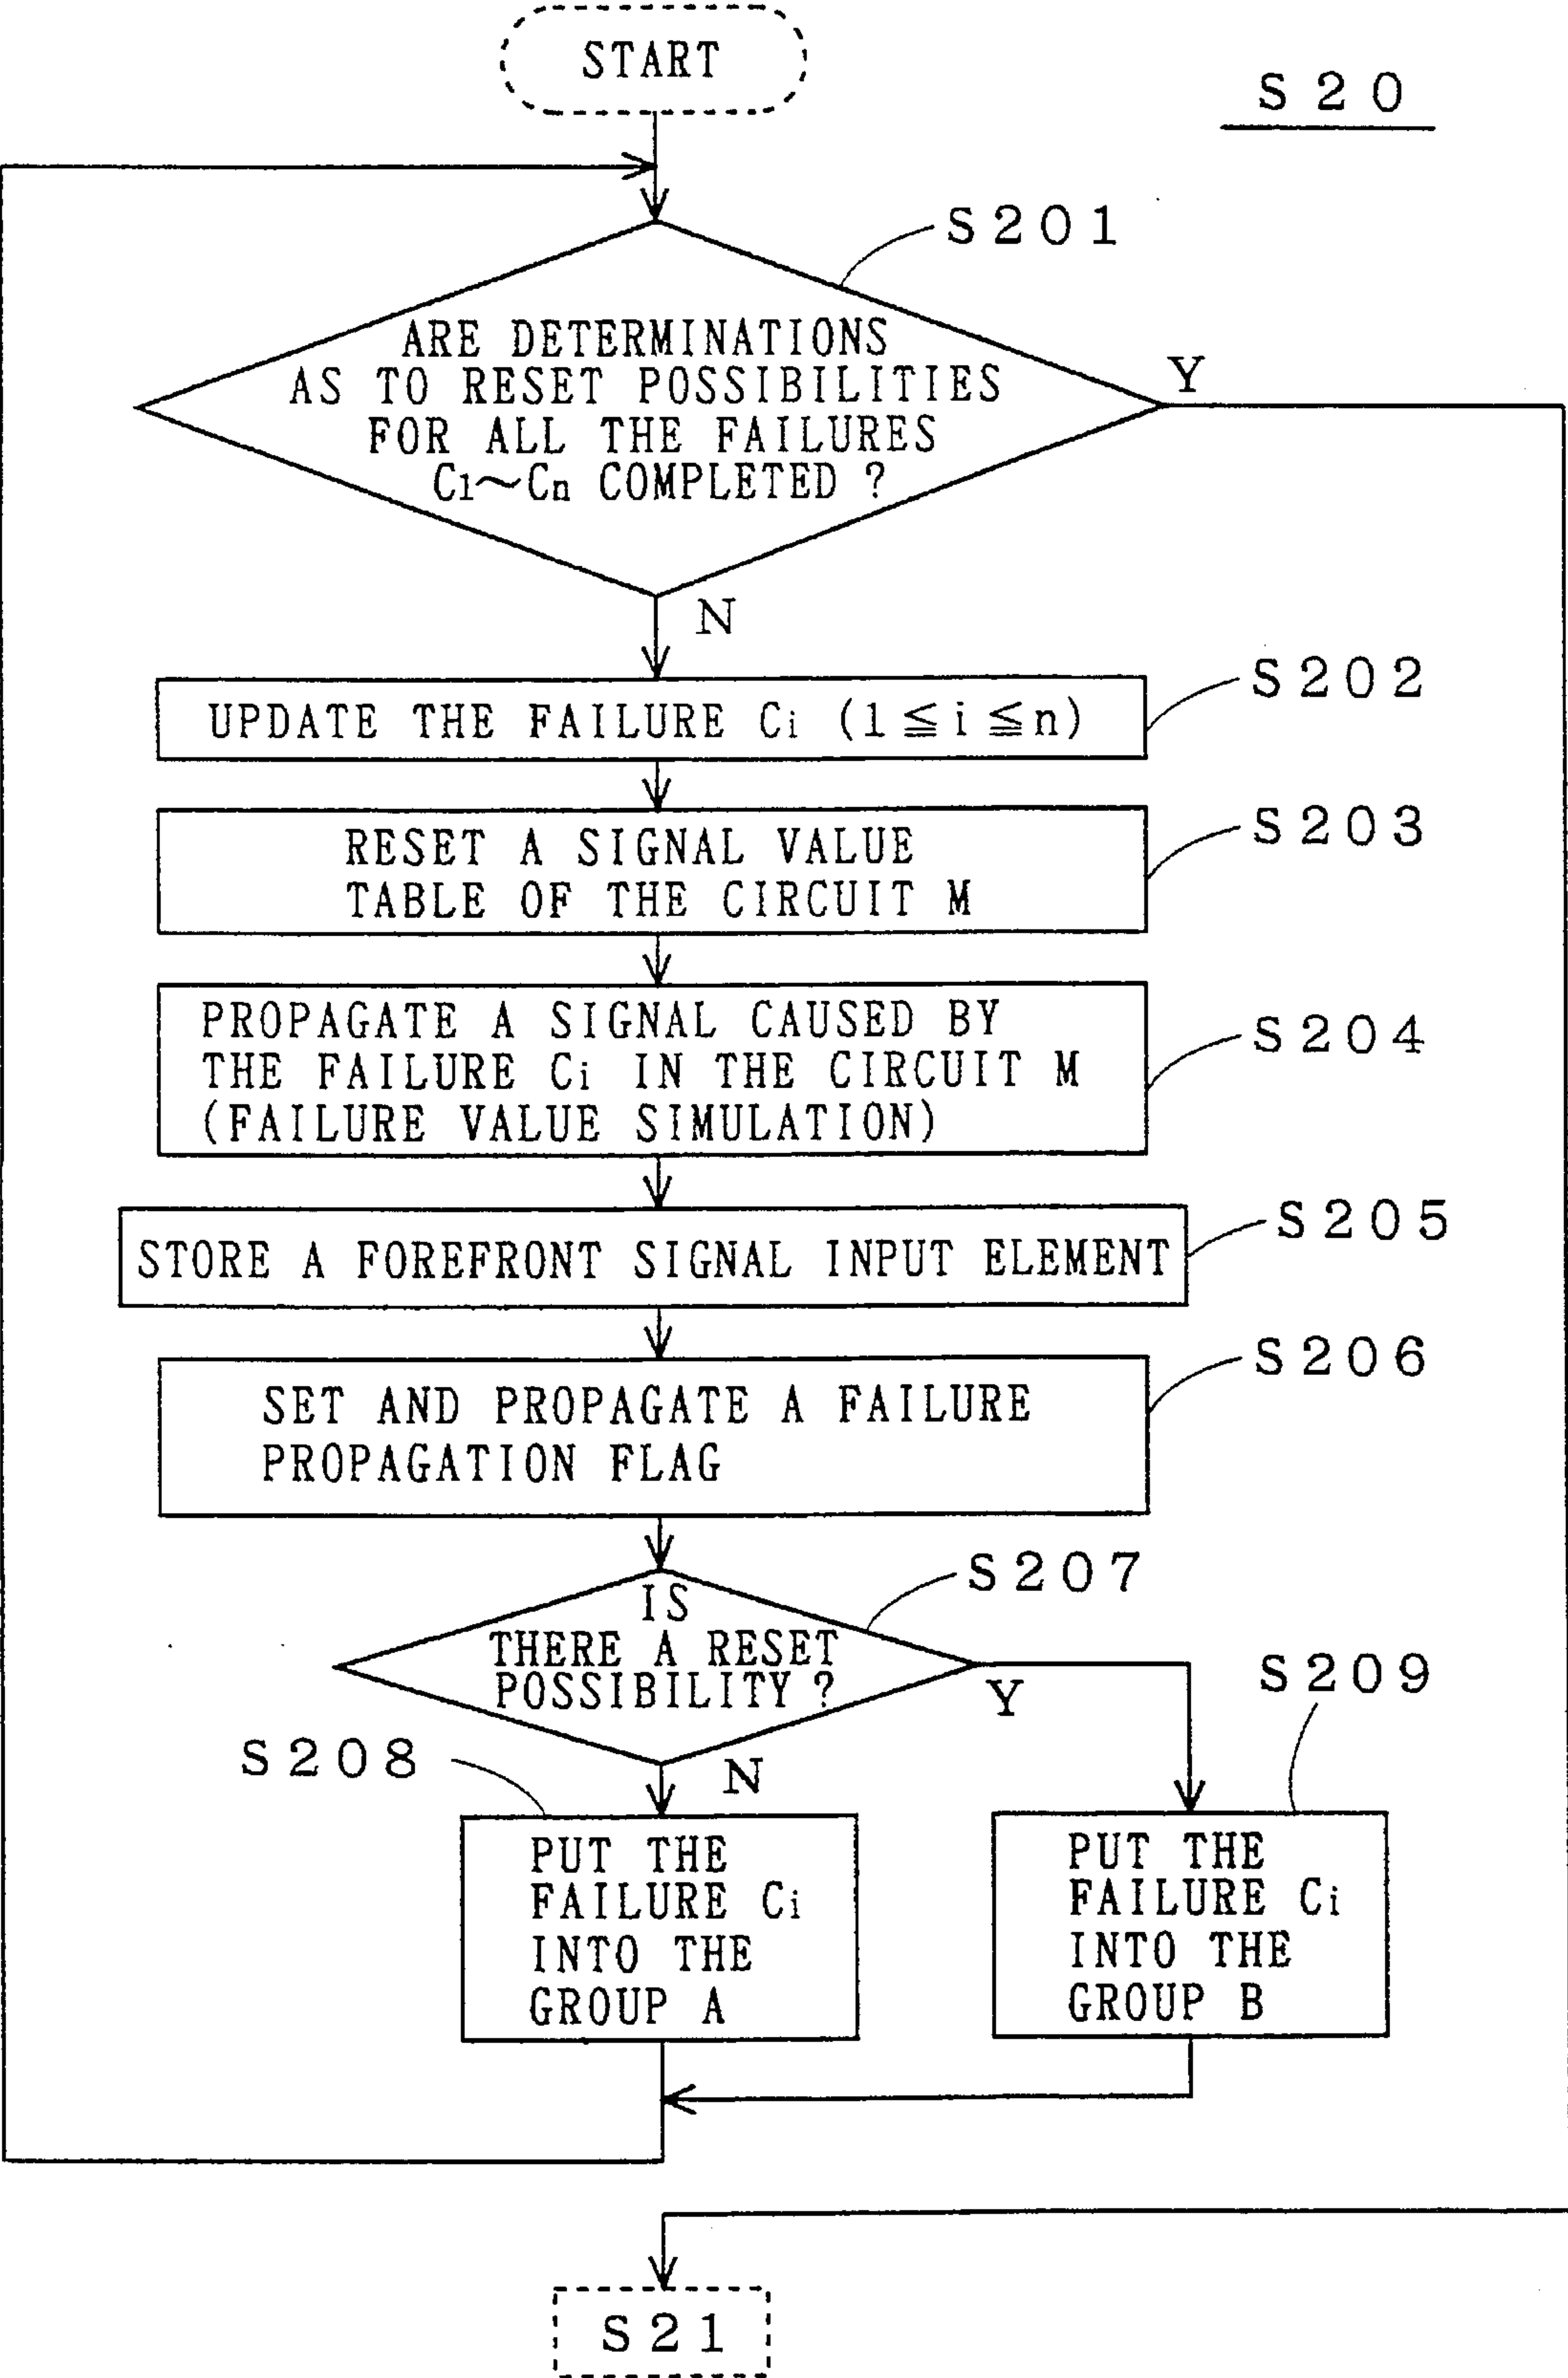 START
S20
S201
ARE DETERMINATIONS
AS TO RESET POSSIBILITIES
FOR ALL THE FAILURES
C1～Cn COMPLETED ?
Y
N
S202
UPDATE THE FAILURE Ci (1≦i≦n)
S203
RESET A SIGNAL VALUE
TABLE OF THE CIRCUIT M
S204
PROPAGATE A SIGNAL CAUSED BY
THE FAILURE Ci IN THE CIRCUIT M
(FAILURE VALUE SIMULATION)
S205
STORE A FOREFRONT SIGNAL INPUT ELEMENT
S206
SET AND PROPAGATE A FAILURE
PROPAGATION FLAG
S207
IS
THERE A RESET
POSSIBILITY ?
Y
N
S208
PUT THE
FAILURE Ci
INTO THE
GROUP A
S209
PUT THE
FAILURE Ci
INTO THE
GROUP B
S21